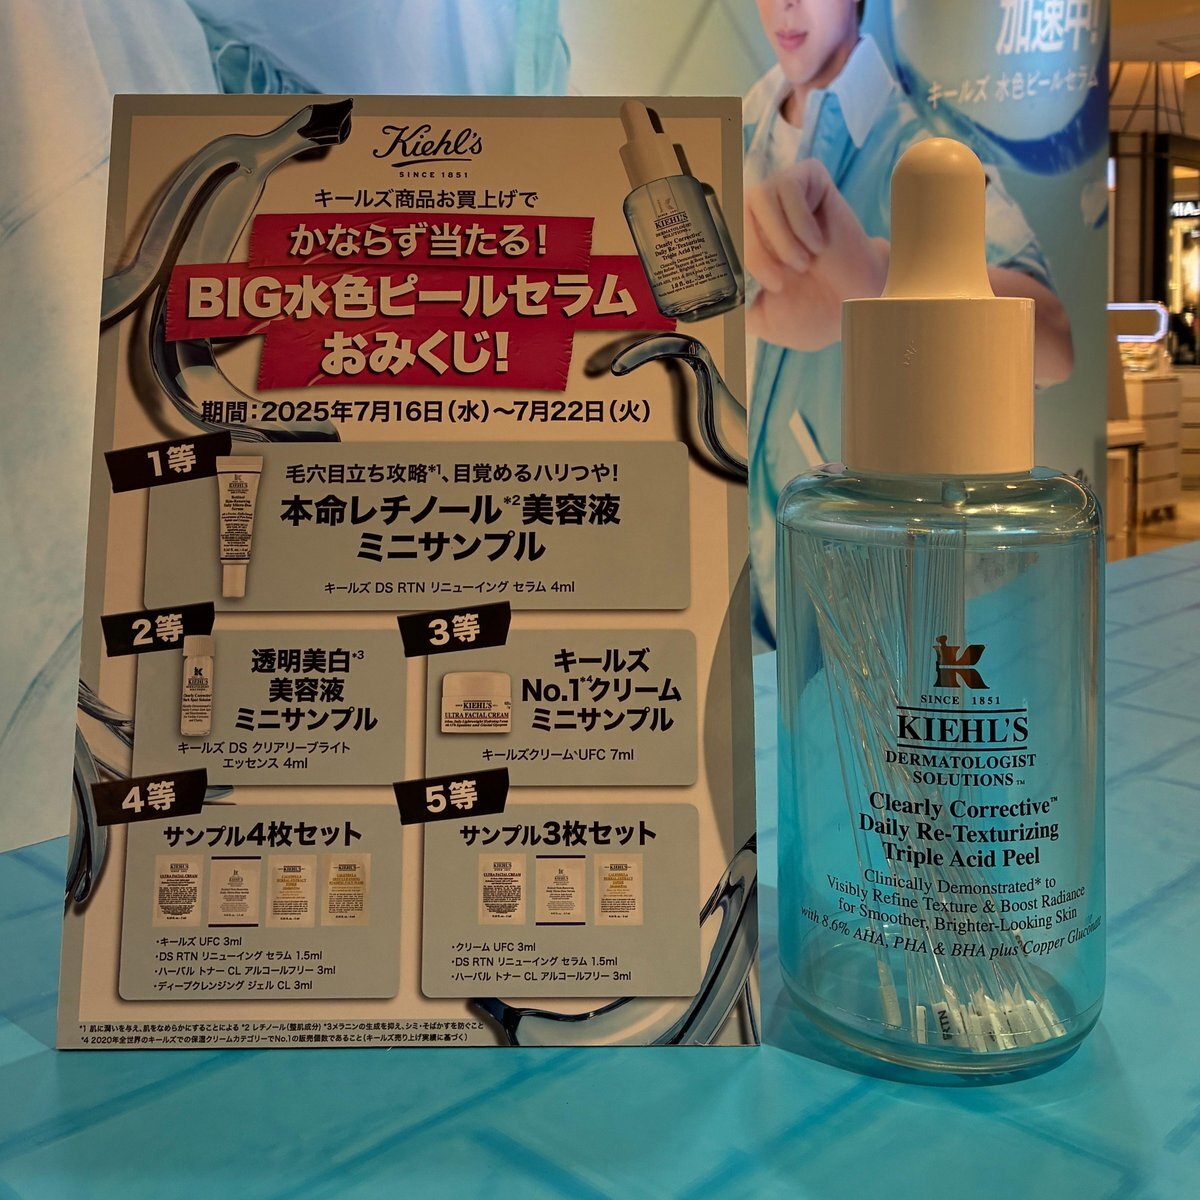 Kiehl's
SINCE 1851
キールズ商品お買上げで
かならず当たる!
BIG水色ピールセラム
おみくじ!
期間:2025年7月16日(水)~7月22日(火)
1等
毛穴目立ち攻略*1、目覚めるハリつや!
本命レチノール*2美容液
ミニサンプル
キールズ DS RTN リニューイング セラム 4ml
2等
透明美白*3
美容液
ミニサンプル
キールズ DS クリアリーブライト
エッセンス 4ml
3等
キールズ
No.1*4クリーム
ミニサンプル
キールズクリーム UFC 7ml
4等
サンプル4枚セット
・キールズ UFC 3ml
・DS RTN リニューイング セラム 1.5ml
・ハーバル トナー CL アルコールフリー 3ml
・ディープクレンジング ジェル CL 3ml
5等
サンプル3枚セット
・クリーム UFC 3ml
・DS RTN リニューイング セラム 1.5ml
・ハーバル トナー CL アルコールフリー 3ml
*1 肌に潤いを与え、肌をなめらかにすることによる *2 レチノール(整肌成分) *3メラニンの生成を抑え、シミ・そばかすを防ぐこと
*4 2020年全世界のキールズでの保湿クリームカテゴリーでNo.1の販売個数であること(キールズ売り上げ実績に基づく)
KIEHL'S
DERMATOLOGIST
SOLUTIONS
Clearly Corrective™
Daily Re-Texturizing
Triple Acid Peel
KIEHL'S
ULTRA FACIAL CREAM
加速中!
キールズ 水色ピールセラム
SINCE 1851
KIEHL'S
DERMATOLOGIST
SOLUTIONS™
Clearly Corrective™
Daily Re-Texturizing
Triple Acid Peel
Clinically Demonstrated* to
Visibly Refine Texture & Boost Radiance
for Smoother, Brighter-Looking Skin
with 8.6% AHA, PHA & BHA plus Copper Gluconate
RTN